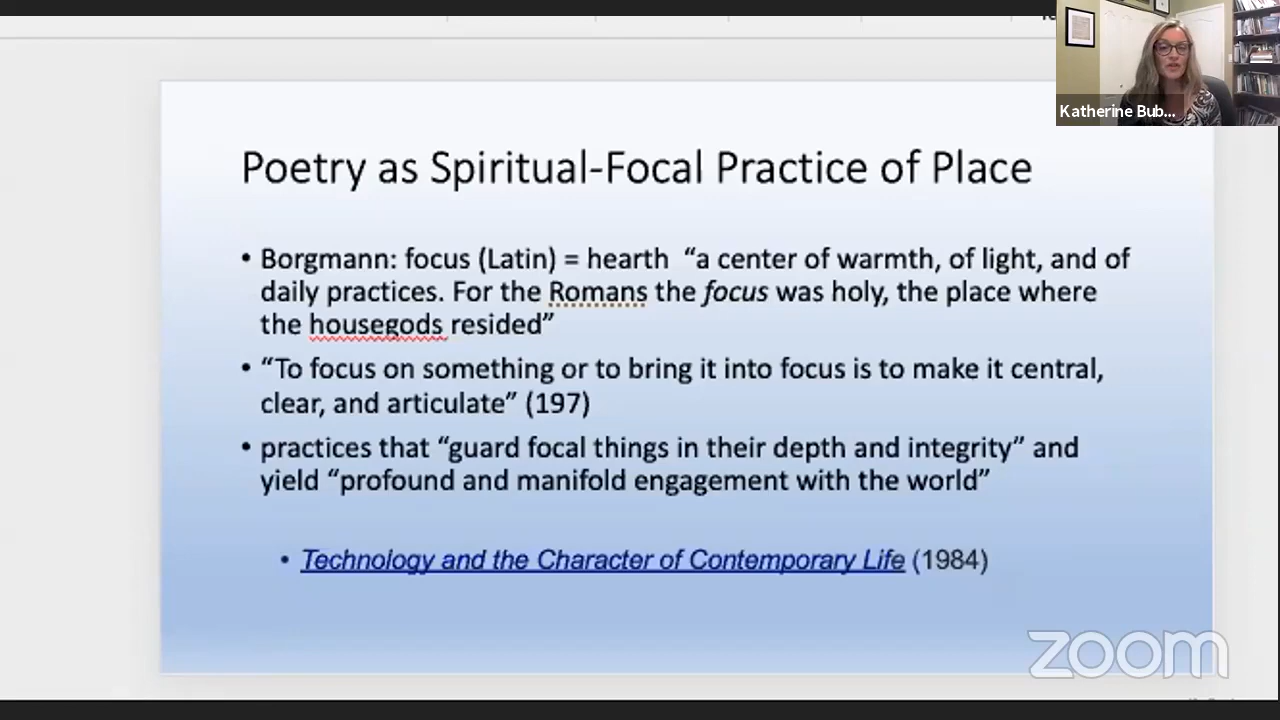 Katherine Bub...
Poetry as Spiritual-Focal Practice of Place
• Borgmann: focus (Latin) = hearth “a center of warmth, of light, and of
daily practices. For the Romans the focus was holy, the place where
the housegods resided”
• “To focus on something or to bring it into focus is to make it central,
clear, and articulate” (197)
• practices that “guard focal things in their depth and integrity” and
yield “profound and manifold engagement with the world”
• Technology and the Character of Contemporary Life (1984)
zoom